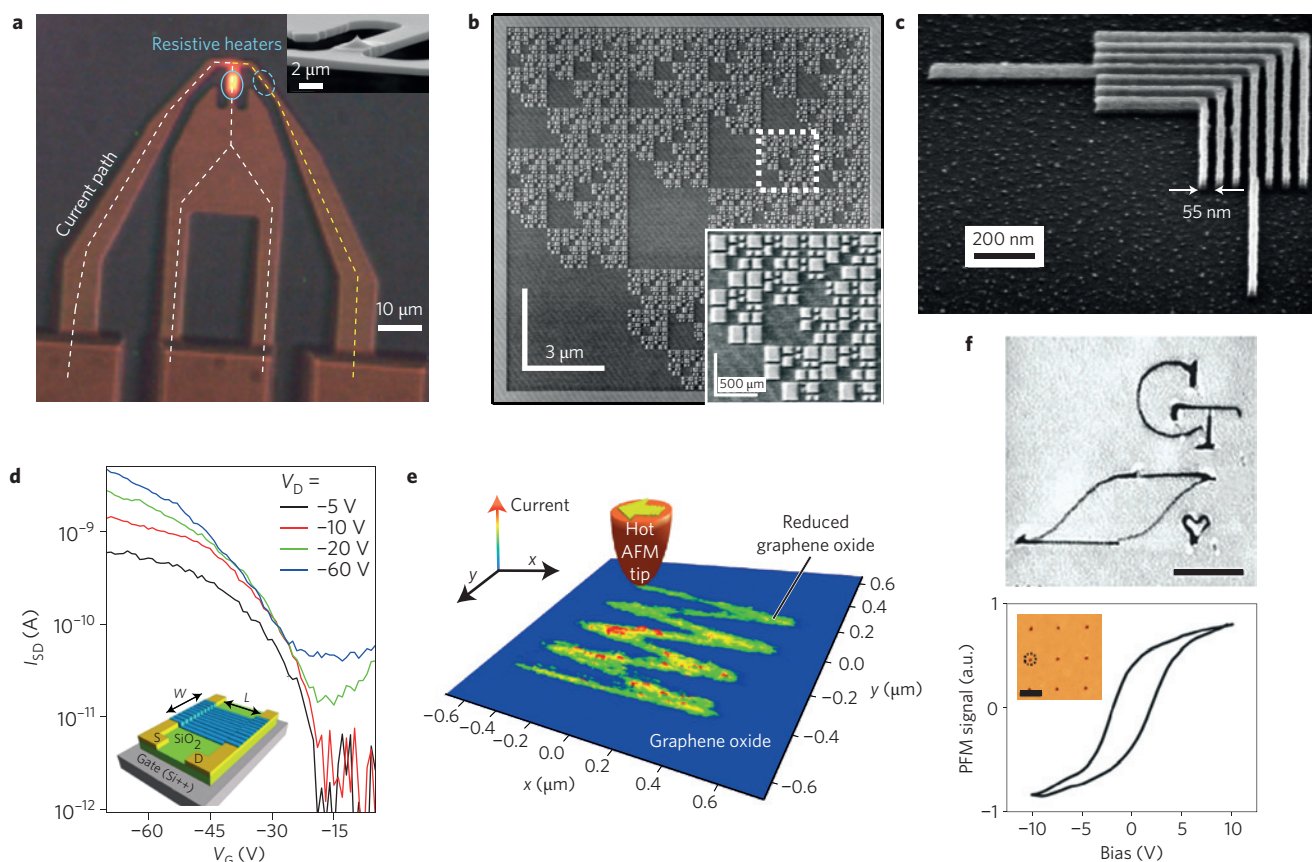 a
Resistive heaters
2 μm
Current path
10 μm
b
3 μm
500 μm
c
55 nm
200 nm
d
V_D =
−5 V
−10 V
−20 V
−60 V
10⁻⁹
10⁻¹⁰
10⁻¹¹
10⁻¹²
I_SD (A)
W
L
S
SiO₂
D
Gate (Si++)
−60
−45
−30
−15
V_G (V)
e
Current
x
y
Hot
AFM
tip
Reduced
graphene oxide
0.6
0.4
0.2
0.0
−0.2
−0.4
−0.6
y (μm)
−0.6
−0.4
−0.2
0.0
0.2
0.4
0.6
x (μm)
Graphene oxide
f
GT
1
0
−1
PFM signal (a.u.)
−10
−5
0
5
10
Bias (V)